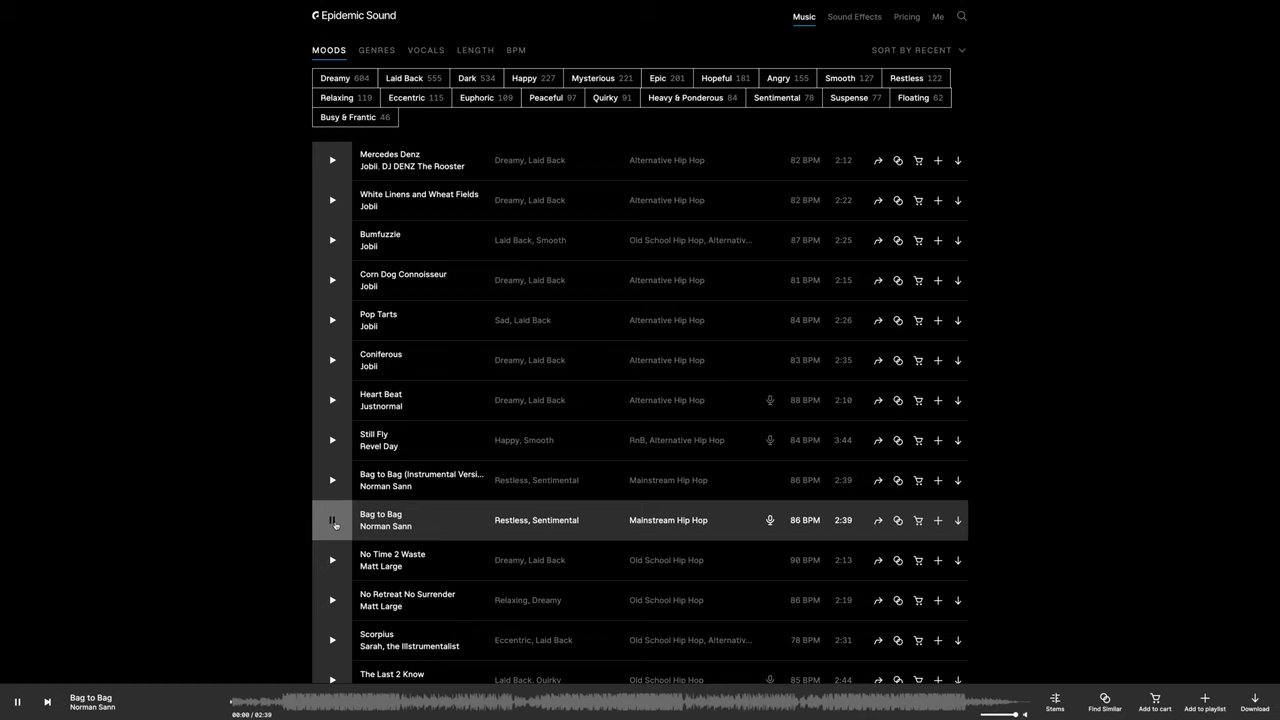 Epidemic Sound
Music Sound Effects Pricing Me
MOODS GENRES VOCALS LENGTH BPM SORT BY RECENT
Dreamy 604 Laid Back 555 Dark 534 Happy 227 Mysterious 221 Epic 201 Hopeful 181 Angry 155 Smooth 127 Restless 122
Relaxing 119 Eccentric 115 Euphoric 109 Peaceful 97 Quirky 91 Heavy & Ponderous 84 Sentimental 78 Suspense 77 Floating 62
Busy & Frantic 46
Mercedes Denz
Jobii, DJ DENZ The Rooster Dreamy, Laid Back Alternative Hip Hop 82 BPM 2:12
White Linens and Wheat Fields
Jobii Dreamy, Laid Back Alternative Hip Hop 82 BPM 2:22
Bumfuzzle
Jobii Laid Back, Smooth Old School Hip Hop, Alternativ... 87 BPM 2:25
Corn Dog Connoisseur
Jobii Dreamy, Laid Back Alternative Hip Hop 81 BPM 2:15
Pop Tarts
Jobii Sad, Laid Back Alternative Hip Hop 84 BPM 2:26
Coniferous
Jobii Dreamy, Laid Back Alternative Hip Hop 83 BPM 2:35
Heart Beat
Justnormal Dreamy, Laid Back Alternative Hip Hop 88 BPM 2:10
Still Fly
Revel Day Happy, Smooth RnB, Alternative Hip Hop 84 BPM 3:44
Bag to Bag (Instrumental Versi...
Norman Sann Restless, Sentimental Mainstream Hip Hop 86 BPM 2:39
Bag to Bag
Norman Sann Restless, Sentimental Mainstream Hip Hop 86 BPM 2:39
No Time 2 Waste
Matt Large Dreamy, Laid Back Old School Hip Hop 90 BPM 2:13
No Retreat No Surrender
Matt Large Relaxing, Dreamy Old School Hip Hop 86 BPM 2:19
Scorpius
Sarah, the Illstrumentalist Eccentric, Laid Back Old School Hip Hop, Alternativ... 78 BPM 2:31
The Last 2 Know
Laid Back, Quirky Old School Hip Hop 85 BPM 2:44
Bag to Bag
Norman Sann
00:00 / 02:39
Stems Find Similar Add to cart Add to playlist Download